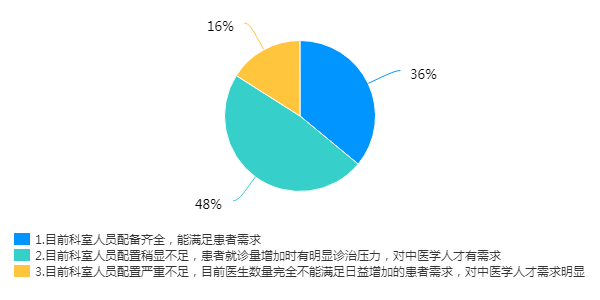 16%
36%
48%
1.目前科室人员配备齐全，能满足患者需求
2.目前科室人员配置稍显不足，患者就诊量增加时有明显诊治压力，对中医学人才有需求
3.目前科室人员配置严重不足，目前医生数量完全不能满足日益增加的患者需求，对中医学人才需求明显